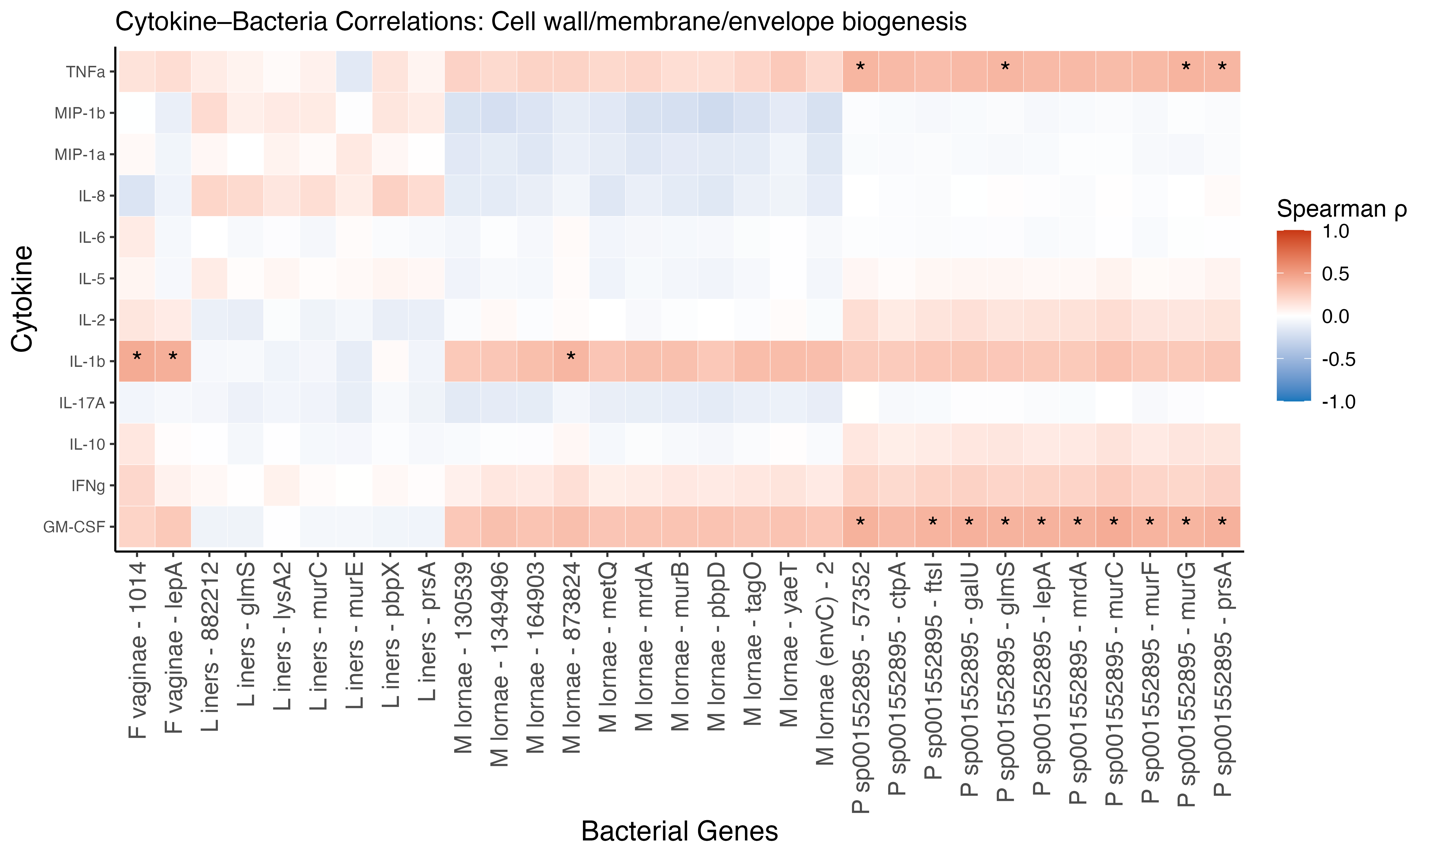 Cytokine–Bacteria Correlations: Cell wall/membrane/envelope biogenesis
Cytokine
TNFa
MIP-1b
MIP-1a
IL-8
IL-6
IL-5
IL-2
IL-1b
IL-17A
IL-10
IFNg
GM-CSF
* * * *
* * *
* * * * * * * * * *
F vaginae - 1014
F vaginae - lepA
L iners - 882212
L iners - glmS
L iners - lysA2
L iners - murC
L iners - murE
L iners - pbpX
L iners - prsA
M lornae - 130539
M lornae - 1349496
M lornae - 164903
M lornae - 873824
M lornae - metQ
M lornae - mrdA
M lornae - murB
M lornae - pbpD
M lornae - tagO
M lornae - yaeT
M lornae (envC) - 2
P sp001552895 - 57352
P sp001552895 - ctpA
P sp001552895 - ftsI
P sp001552895 - galU
P sp001552895 - glmS
P sp001552895 - lepA
P sp001552895 - mrdA
P sp001552895 - murC
P sp001552895 - murF
P sp001552895 - murG
P sp001552895 - prsA
Bacterial Genes
Spearman ρ
1.0
0.5
0.0
-0.5
-1.0